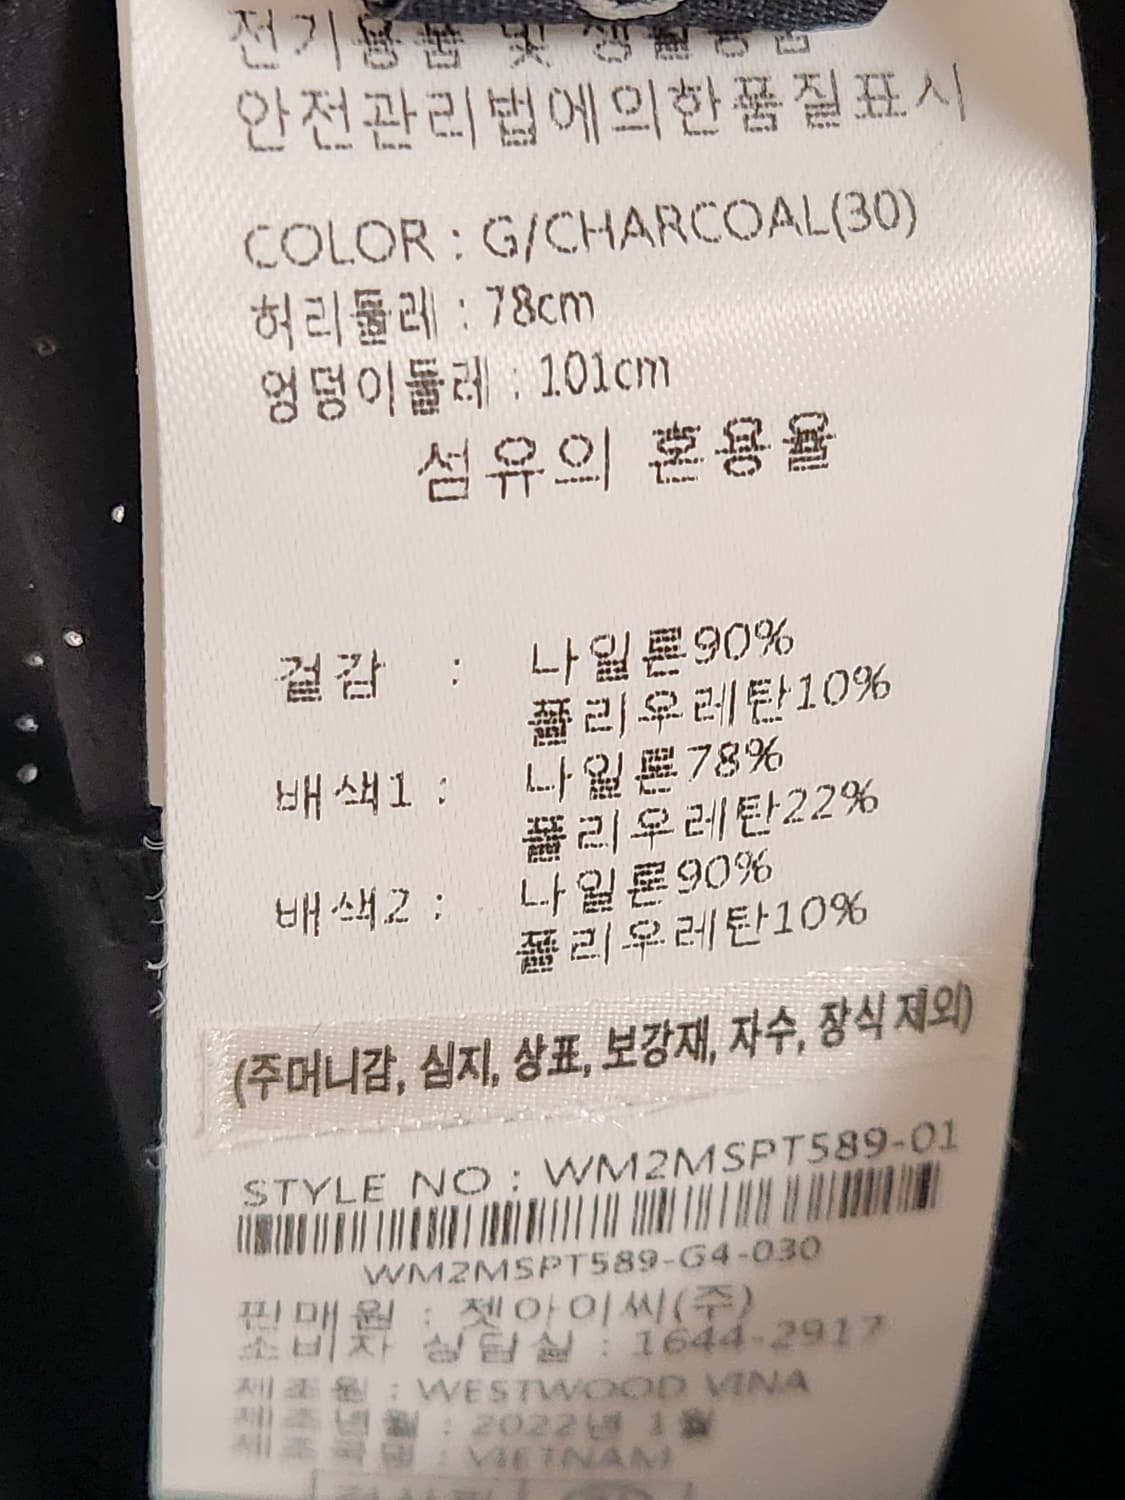 전기용품 및 생활용품
안전관리법에의한품질표시
COLOR : G/CHARCOAL(30)
허리둘레 : 78cm
엉덩이둘레 : 101cm
섬유의 혼용율
겉감 : 나일론90%
폴리우레탄10%
배색1 : 나일론78%
폴리우레탄22%
배색2 : 나일론90%
폴리우레탄10%
(주머니감, 심지, 상표, 보강재, 자수, 장식 제외)
STYLE NO : WM2MSPT589-01
WM2MSPT589-G4-030
판매원 : 젯아이씨(주)
소비자 상담실 : 1644-2917
제조원 : WESTWOOD VINA
제조년월 : 2022년 1월
제조국명 : VIETNAM